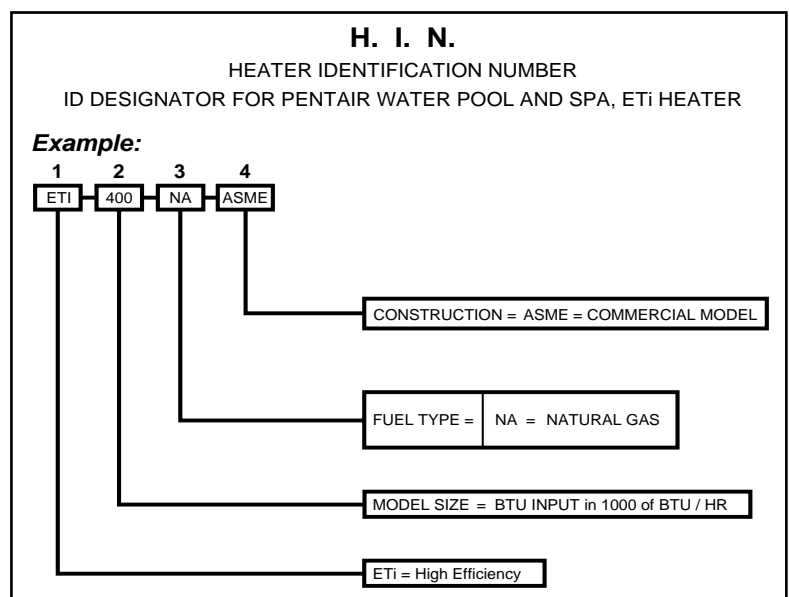 H. I. N.
HEATER IDENTIFICATION NUMBER
ID DESIGNATOR FOR PENTAIR WATER POOL AND SPA, ETi HEATER
Example:
1 2 3 4
ETI 400 NA ASME
CONSTRUCTION = ASME = COMMERCIAL MODEL
FUEL TYPE = NA = NATURAL GAS
MODEL SIZE = BTU INPUT in 1000 of BTU / HR
ETi = High Efficiency